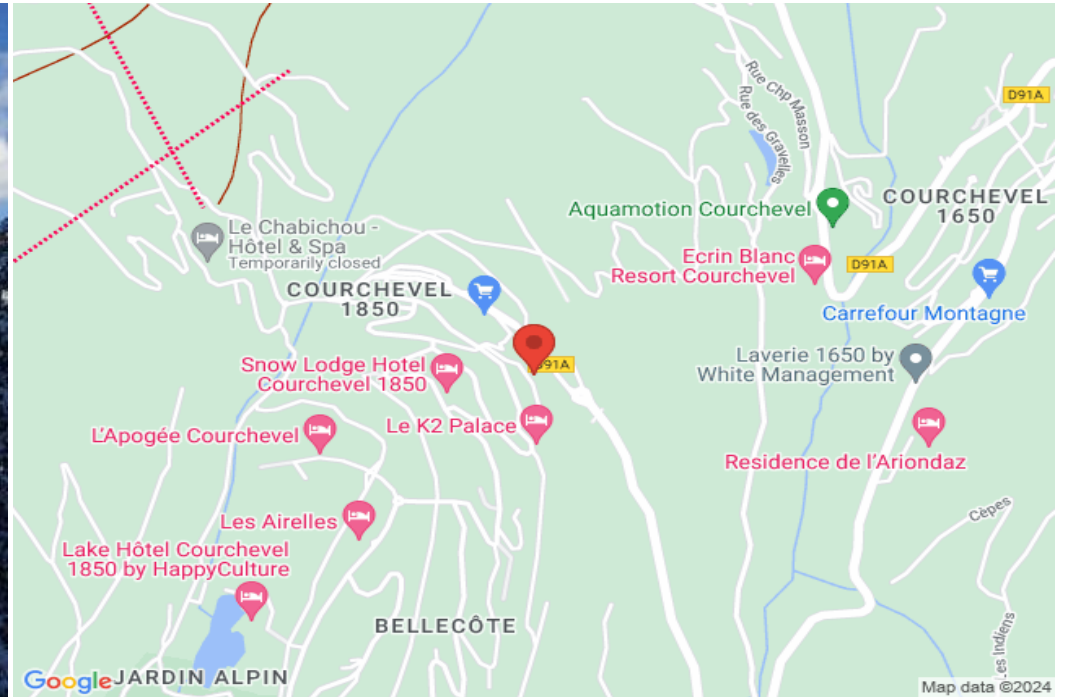 D91A
Rue Chp Masson
Rue des Gravelles
COURCHEVEL
1650
Aquamotion Courchevel
Le Chabichou -
Hôtel & Spa
Temporarily closed
Ecrin Blanc
Resort Courchevel
D91A
COURCHEVEL
1850
Carrefour Montagne
Snow Lodge Hotel
Courchevel 1850
D91A
Laverie 1650 by
White Management
L'Apogée Courchevel
Le K2 Palace
Residence de l'Ariondaz
Les Airelles
Cèpes
Lake Hôtel Courchevel
1850 by HappyCulture
BELLECÔTE
Les Indiens
Google
JARDIN ALPIN
Map data ©2024